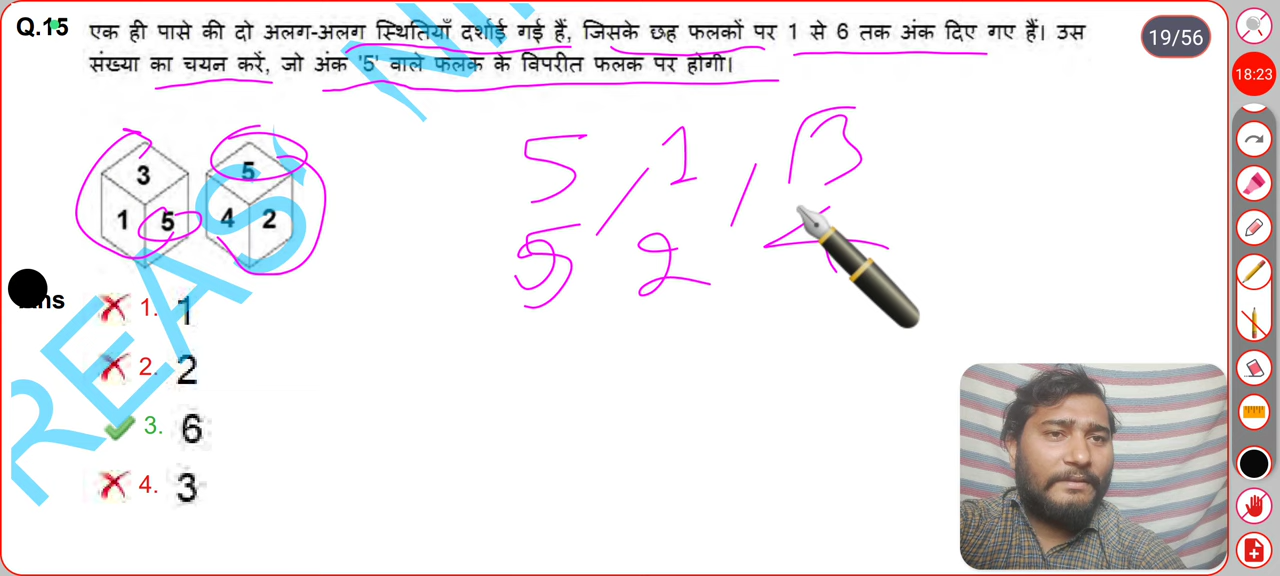 Q.15 एक ही पासे की दो अलग-अलग स्थितियाँ दर्शाई गई हैं, जिसके छह फलकों पर 1 से 6 तक अंक दिए गए हैं। उस
संख्या का चयन करें, जो अंक '5' वाले फलक के विपरीत फलक पर होगी।
19/56
18:23
3
1 5
5
4 2
5, 1, 3
5 2 4
ns
1. 1
2. 2
3. 6
4. 3
REAS